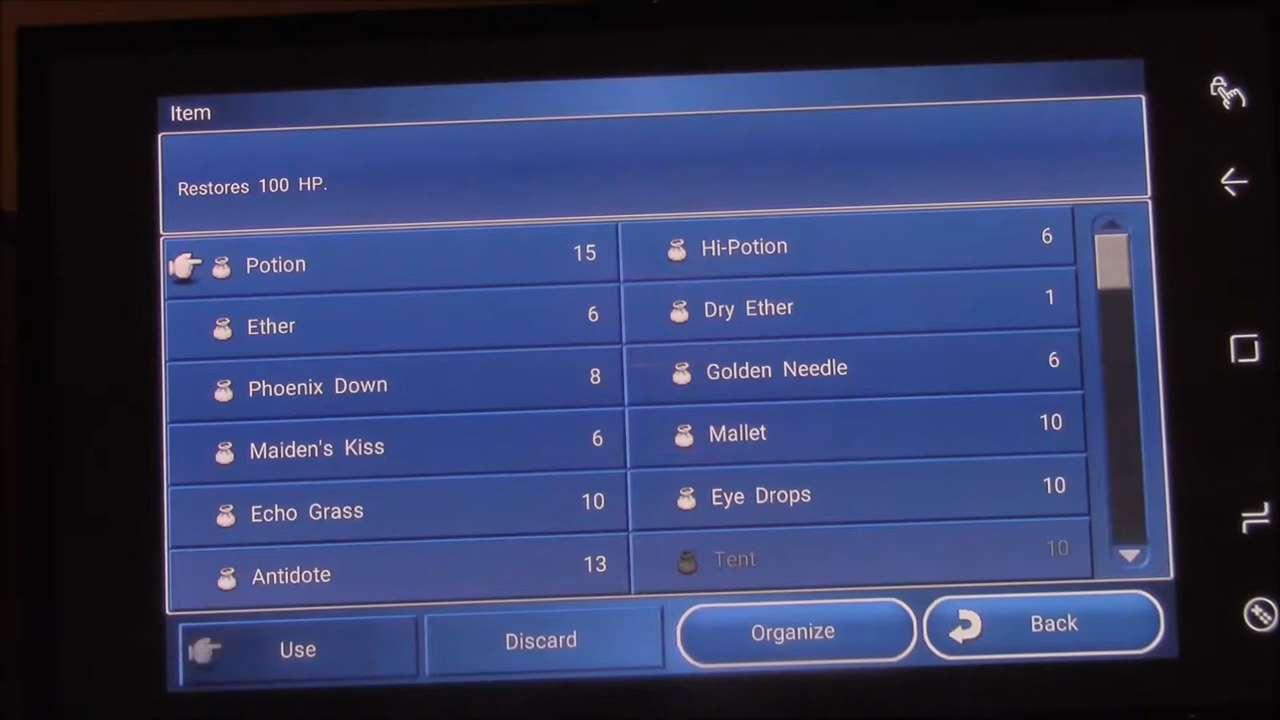 Item
Restores 100 HP.
Potion 15 Hi-Potion 6
Ether 6 Dry Ether 1
Phoenix Down 8 Golden Needle 6
Maiden's Kiss 6 Mallet 10
Echo Grass 10 Eye Drops 10
Antidote 13 Tent 10
Use Discard Organize Back